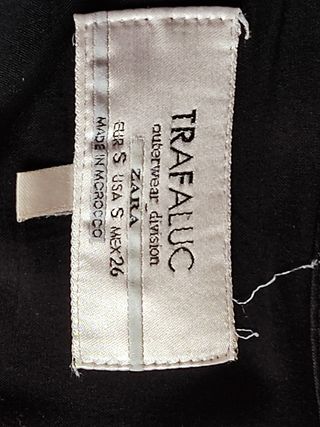 TRAFALUC
outerwear division
ZARA
EUR S USA S MEX 26
MADE IN MOROCCO